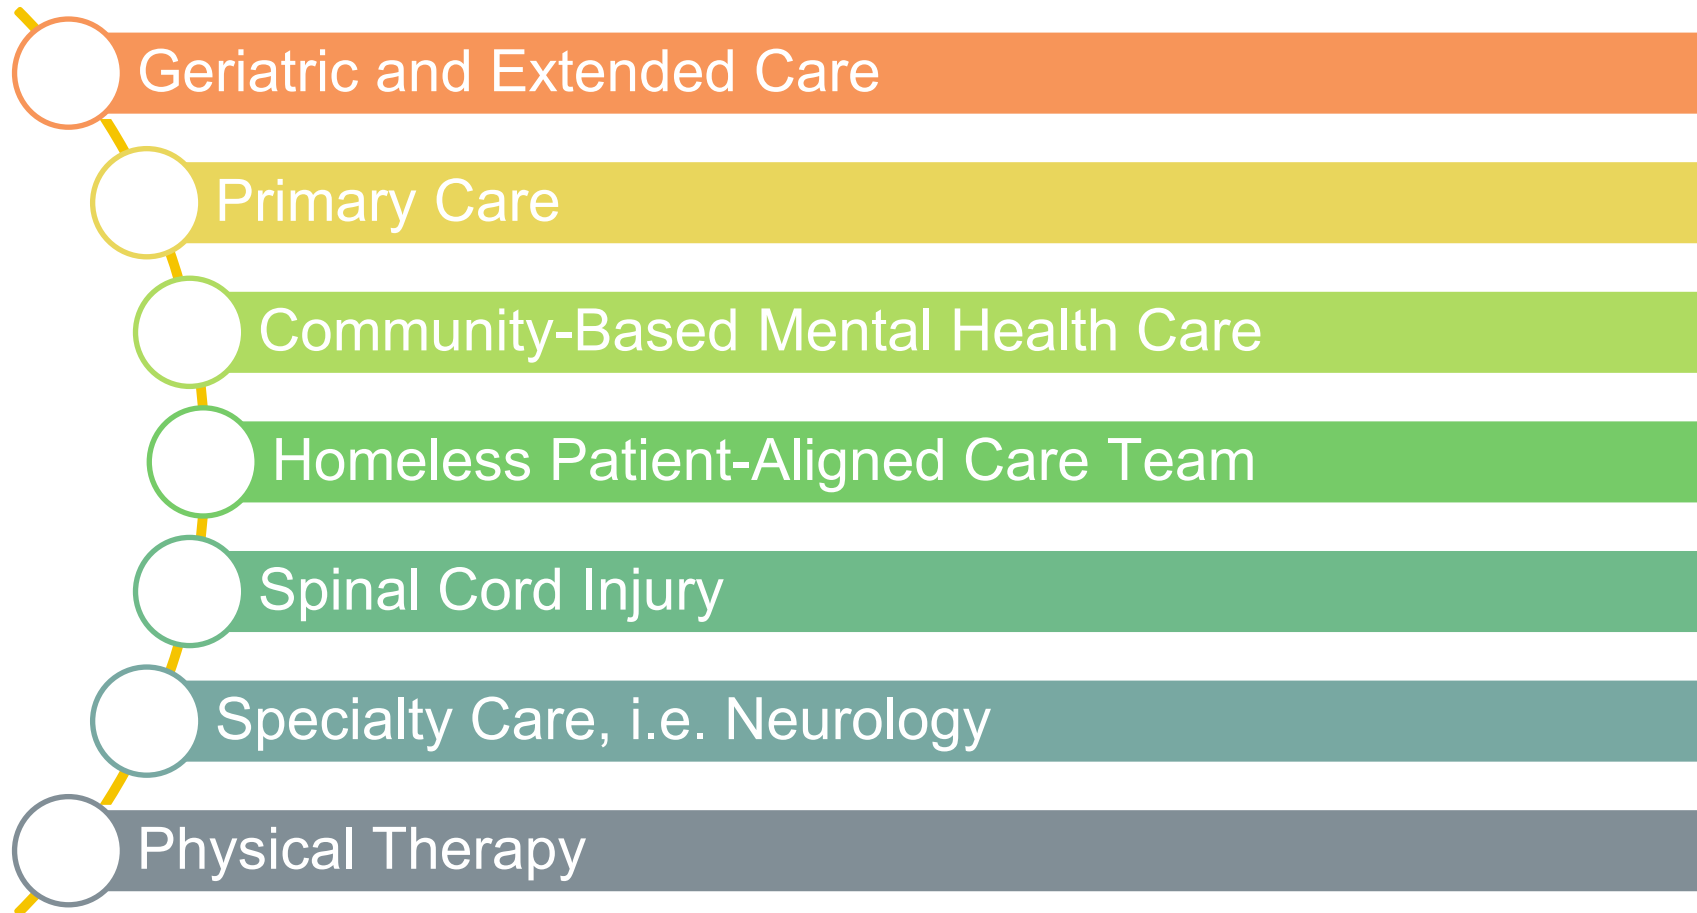 Geriatric and Extended Care
Primary Care
Community-Based Mental Health Care
Homeless Patient-Aligned Care Team
Spinal Cord Injury
Specialty Care, i.e. Neurology
Physical Therapy